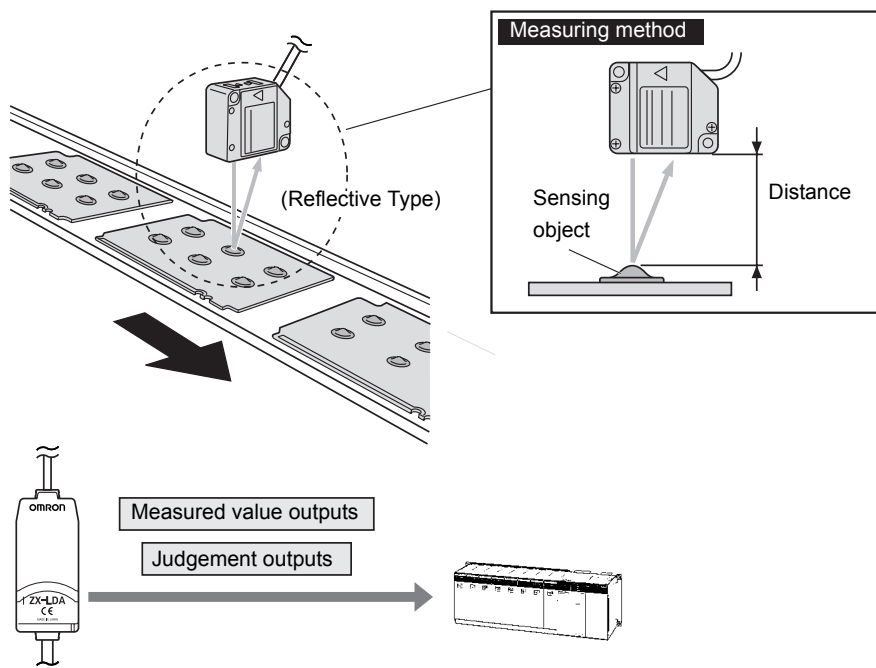 Measuring method
(Reflective Type)
Sensing
object
Distance
OMRON
Measured value outputs
Judgement outputs
ZX-LDA
CE